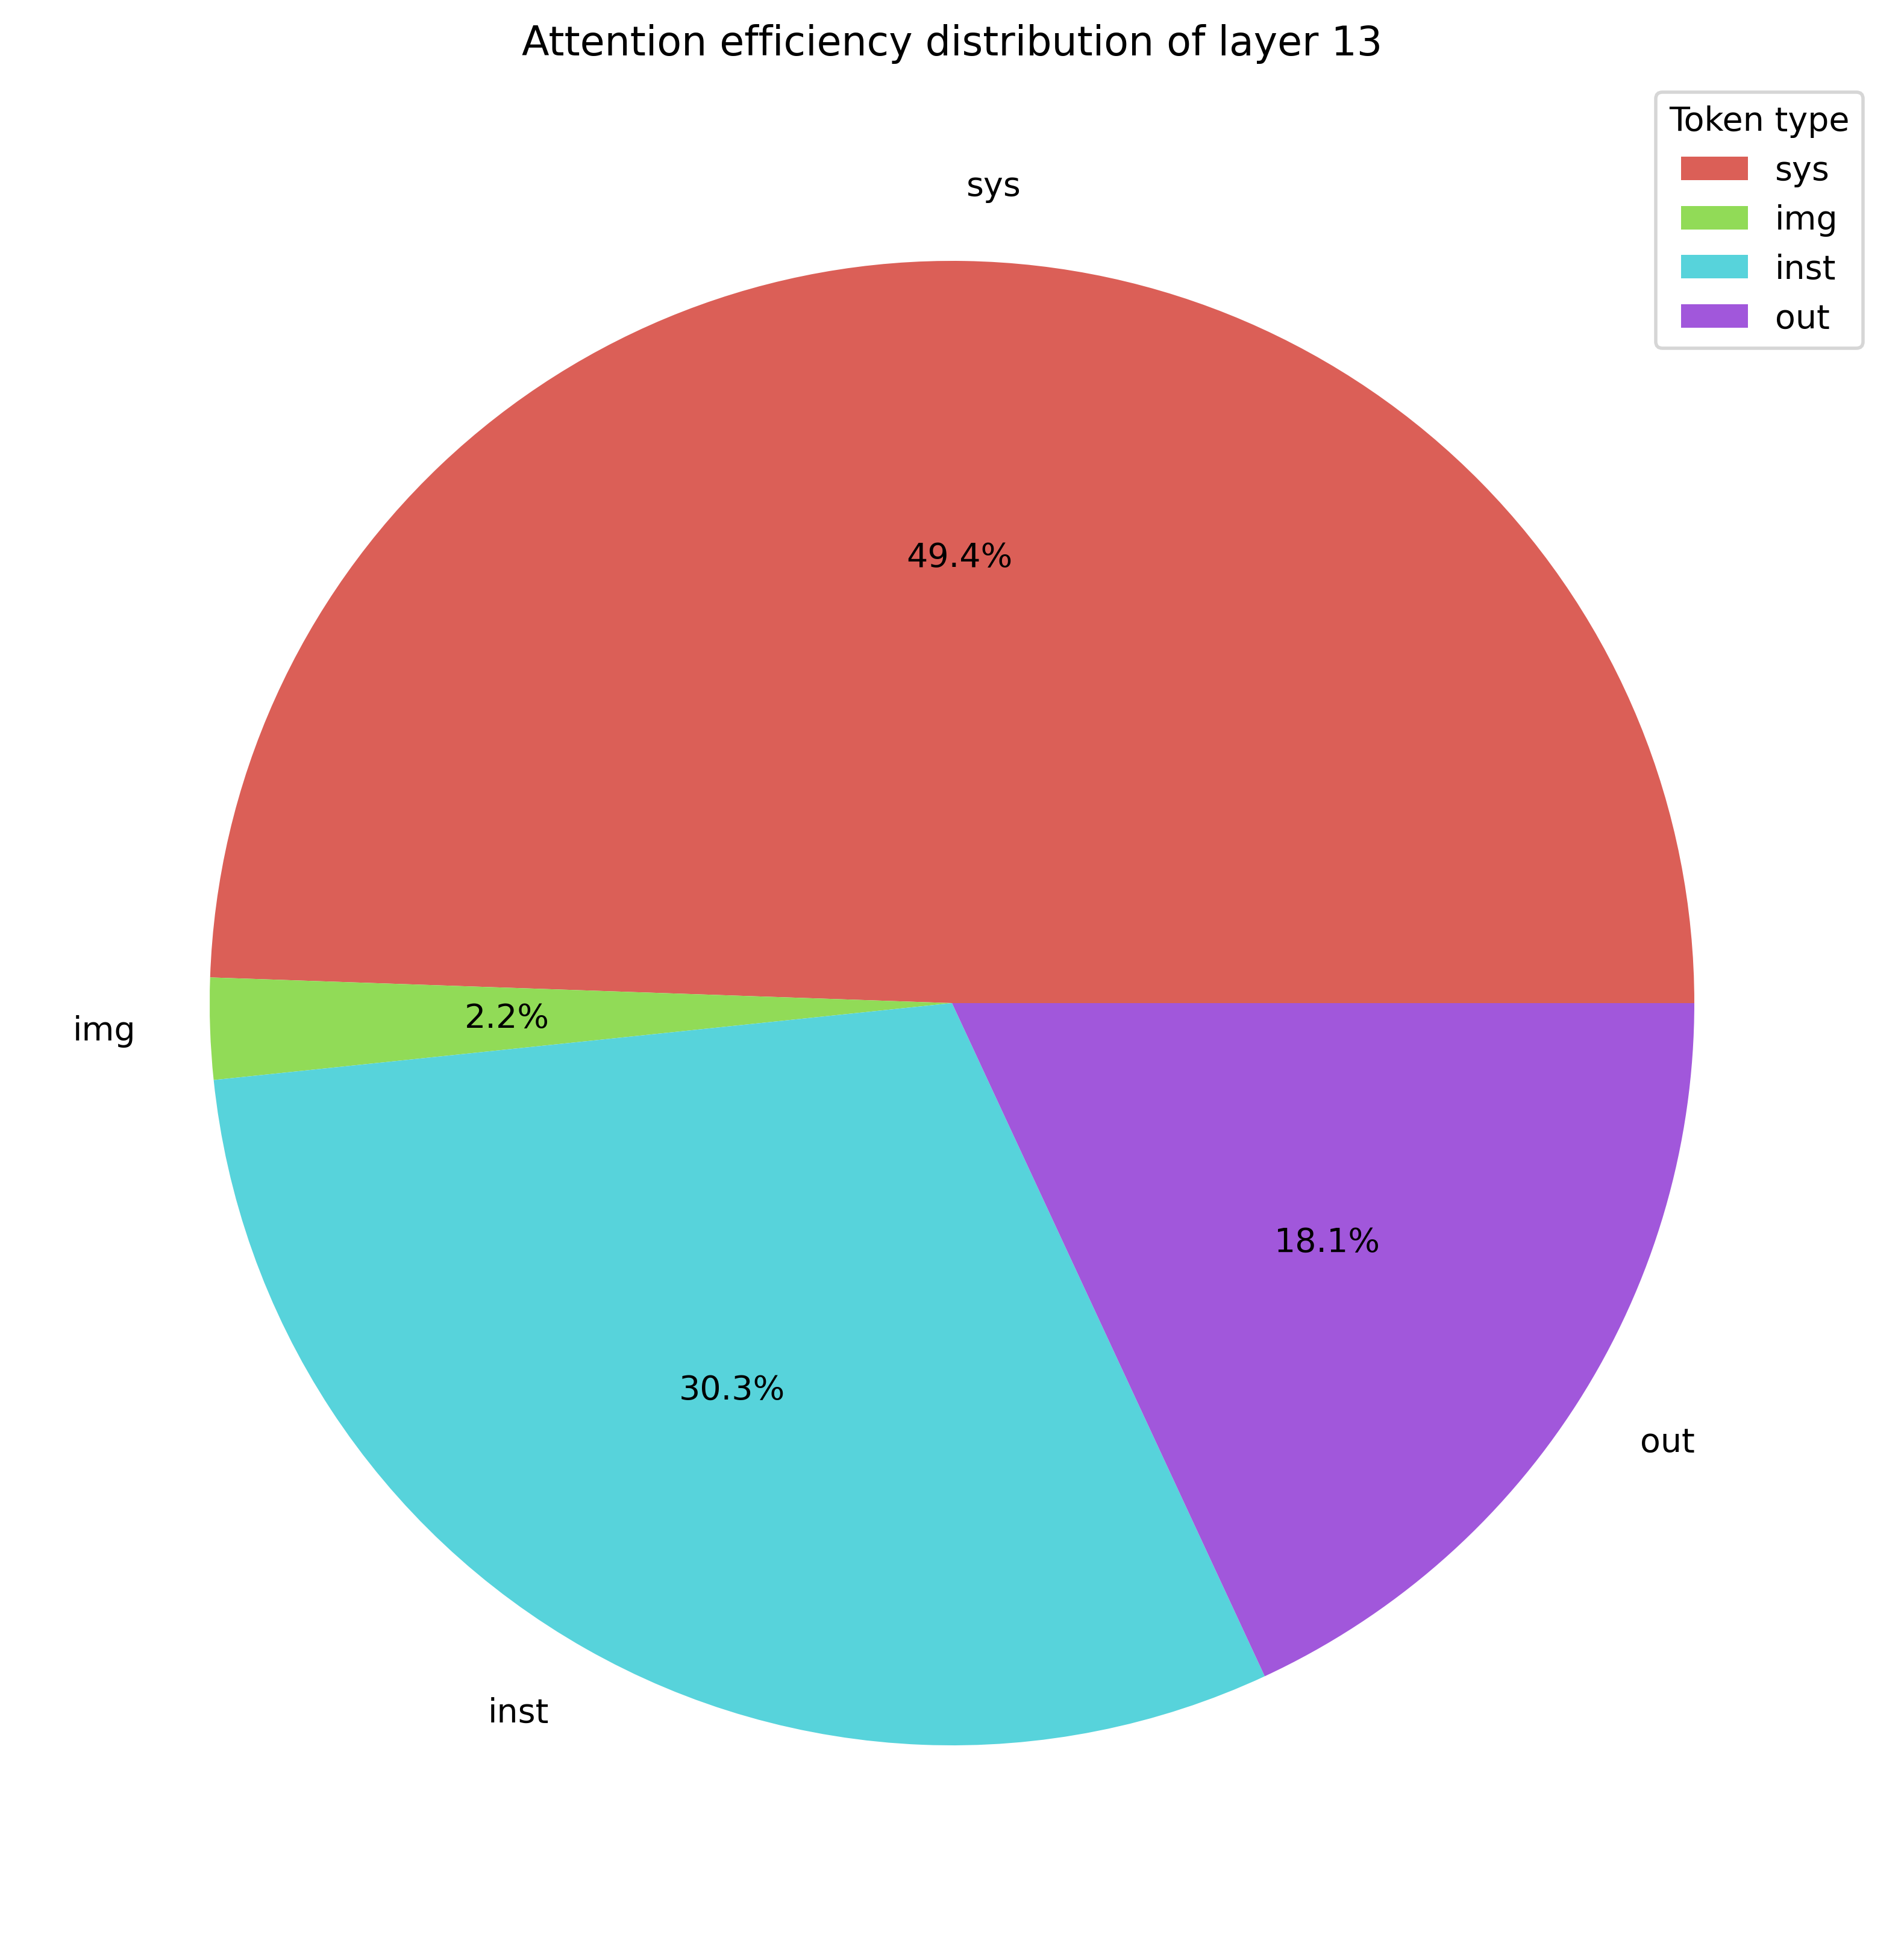 Attention efficiency distribution of layer 13
Token type
sys
img
inst
out
sys
49.4%
img
2.2%
30.3%
18.1%
out
inst